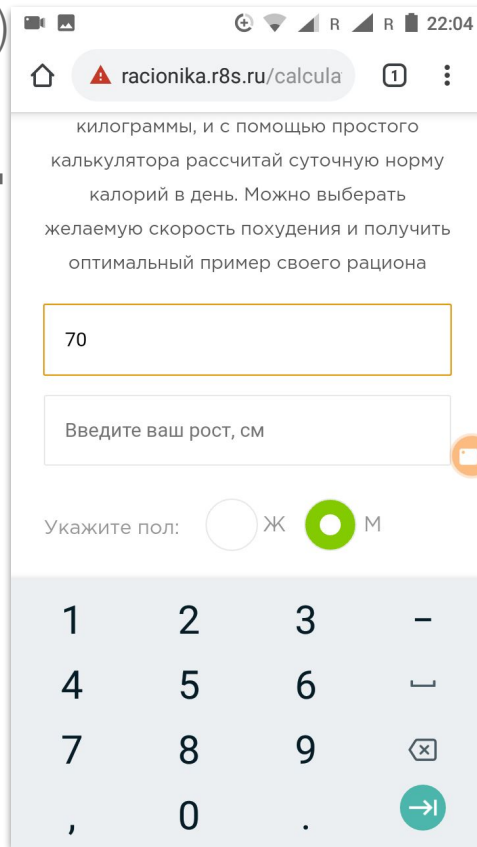 R R 22:04
racionika.r8s.ru/calcula 1
килограммы, и с помощью простого
калькулятора рассчитай суточную норму
калорий в день. Можно выберать
желаемую скорость похудения и получить
оптимальный пример своего рациона
70
Введите ваш рост, см
Укажите пол: Ж М
1 2 3 –
4 5 6
7 8 9
, 0 .